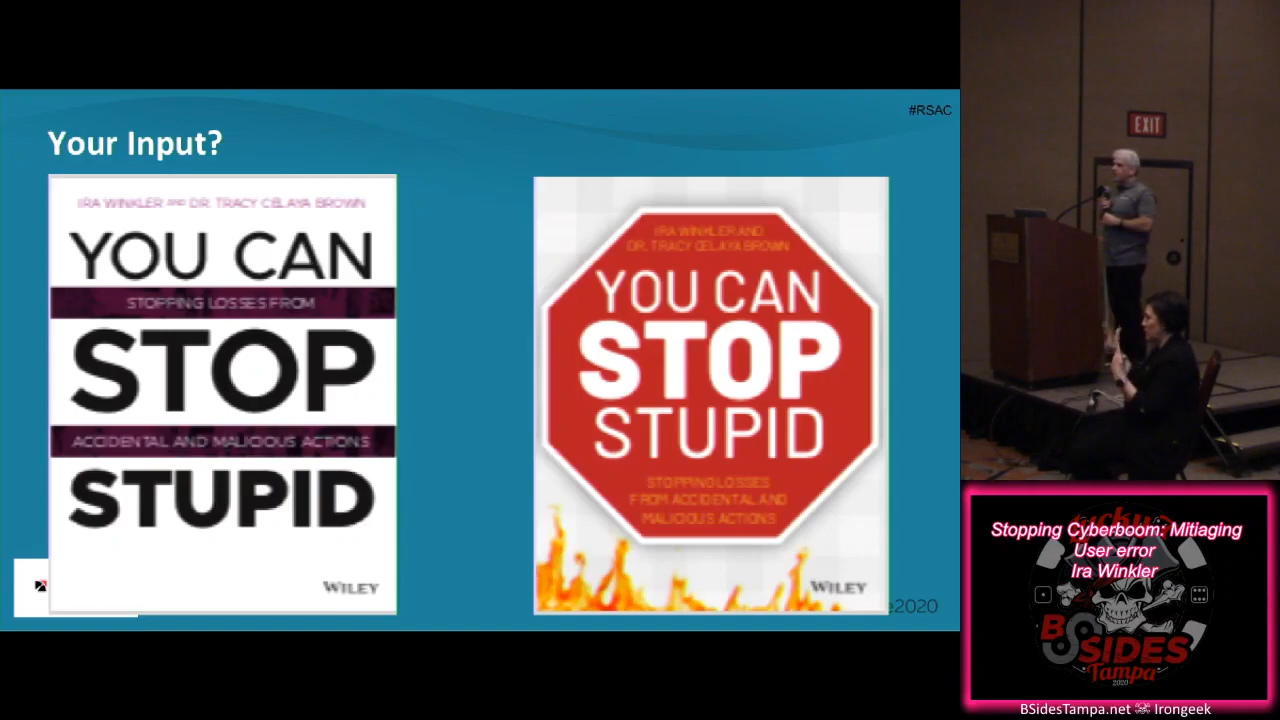 #RSAC
Your Input?
IRA WINKLER AND DR. TRACY CELAYA BROWN
YOU CAN
STOPPING LOSSES FROM
STOP
ACCIDENTAL AND MALICIOUS ACTIONS
STUPID
WILEY
IRA WINKLER AND
DR. TRACY CELAYA BROWN
YOU CAN
STOP
STUPID
STOPPING LOSSES
FROM ACCIDENTAL AND
MALICIOUS ACTIONS
WILEY
e2020
EXIT
Stopping Cyberboom: Mitiaging
User error
Ira Winkler
BSIDES
Tampa
2020
BSidesTampa.net Irongeek